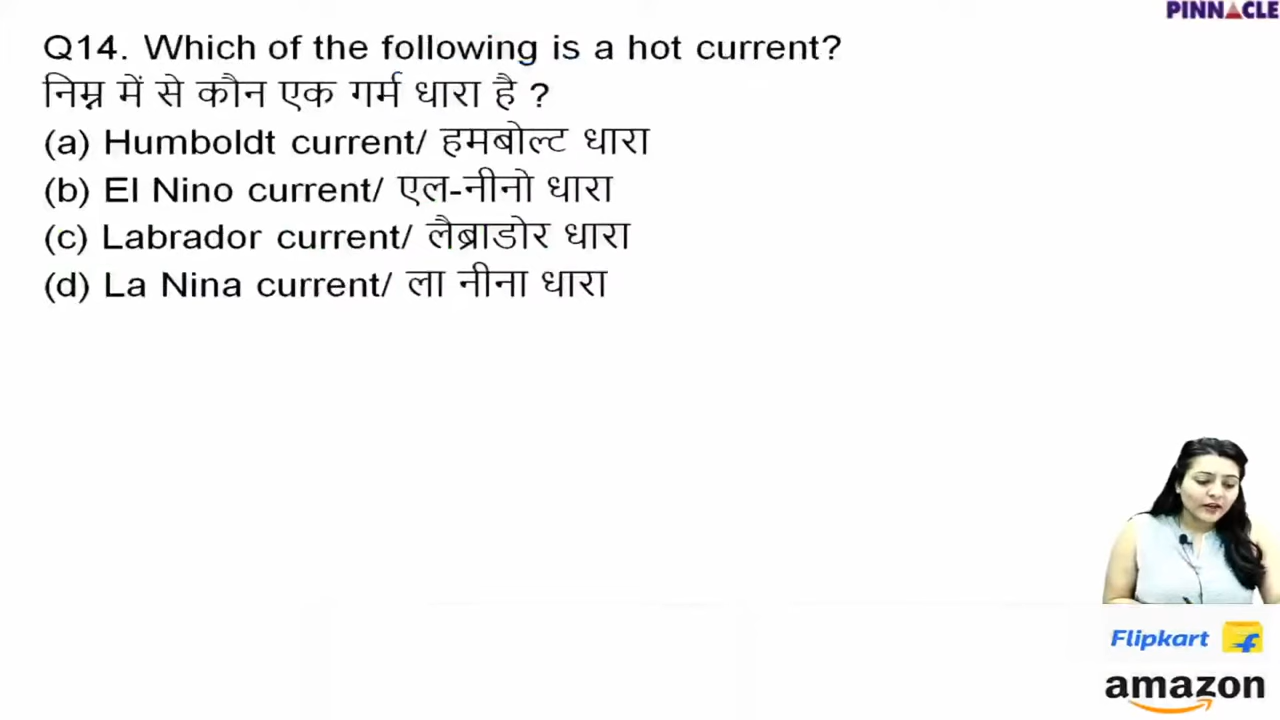 PINNACLE
Q14. Which of the following is a hot current?
निम्न में से कौन एक गर्म धारा है ?
(a) Humboldt current/ हमबोल्ट धारा
(b) El Nino current/ एल-नीनो धारा
(c) Labrador current/ लैब्राडोर धारा
(d) La Nina current/ ला नीना धारा
Flipkart
amazon